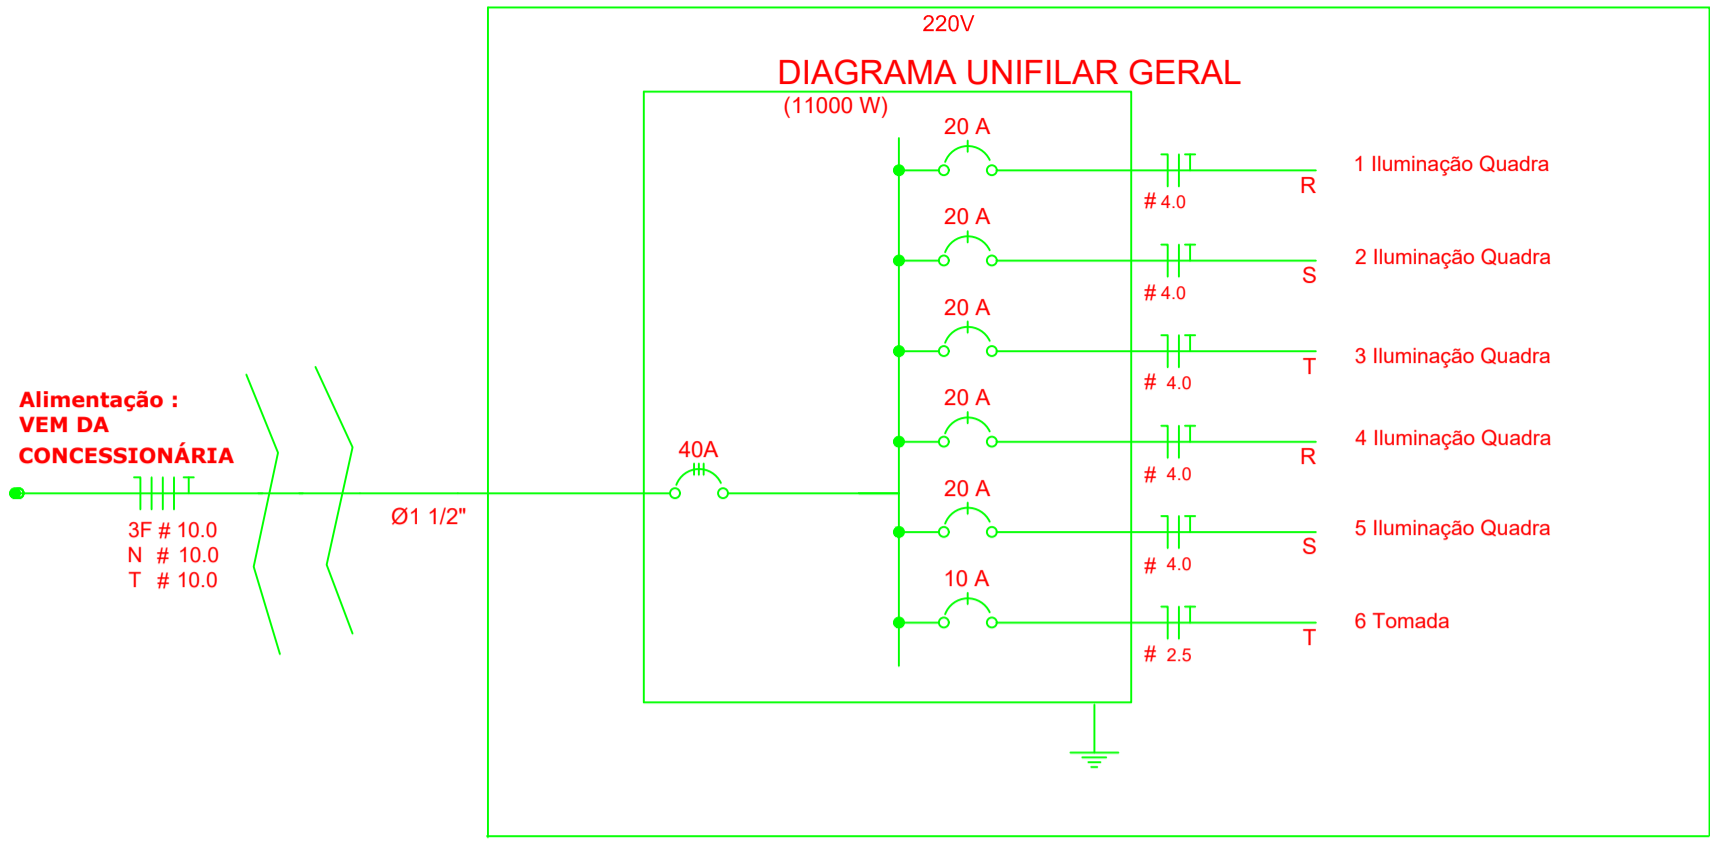 220V
DIAGRAMA UNIFILAR GERAL
(11000 W)
20 A
1 Iluminação Quadra
R
# 4.0
20 A
2 Iluminação Quadra
S
# 4.0
20 A
3 Iluminação Quadra
T
# 4.0
20 A
4 Iluminação Quadra
R
# 4.0
20 A
5 Iluminação Quadra
S
# 4.0
10 A
6 Tomada
T
# 2.5
40A
Alimentação :
VEM DA
CONCESSIONÁRIA
3F # 10.0
N # 10.0
T # 10.0
Ø1 1/2"